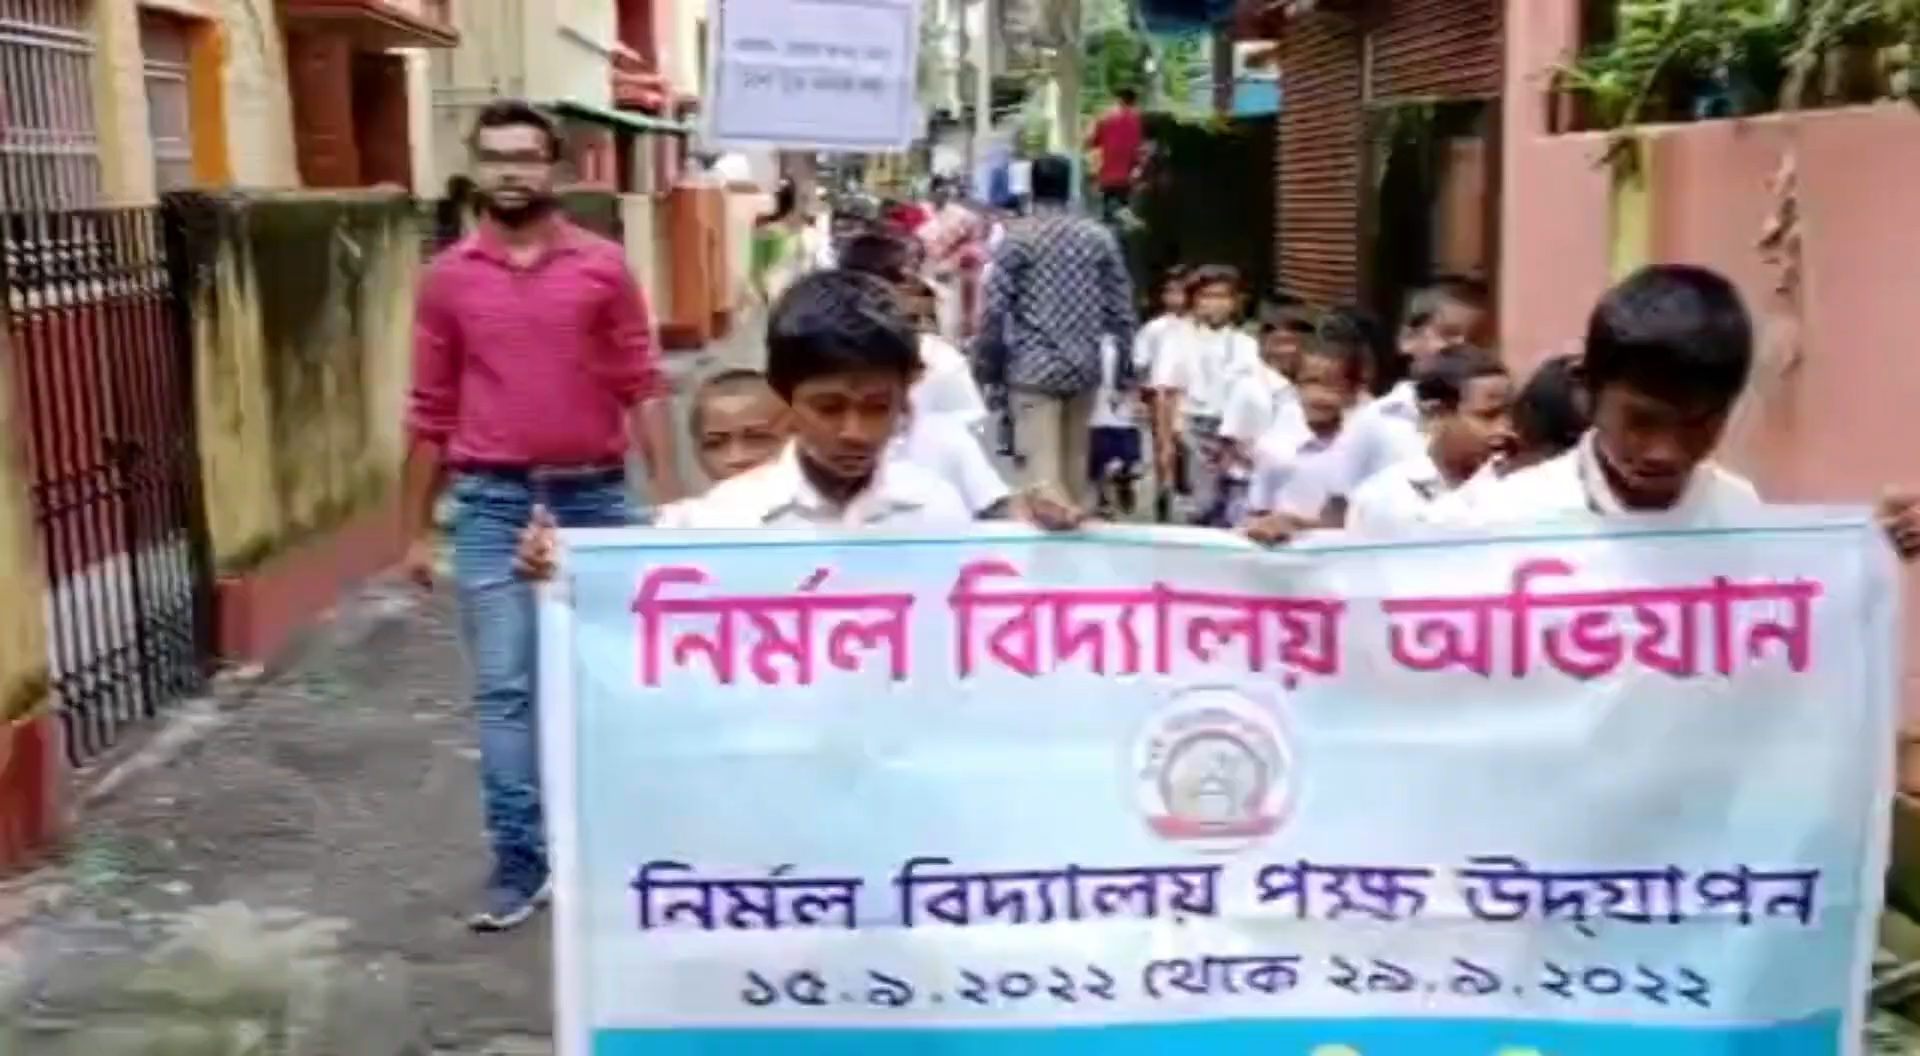 নির্মল বিদ্যালয় অভিযান
নির্মল বিদ্যালয় পক্ষ উদ্‌যাপন
১৫.৯.২০২২ থেকে ২৯.৯.২০২২